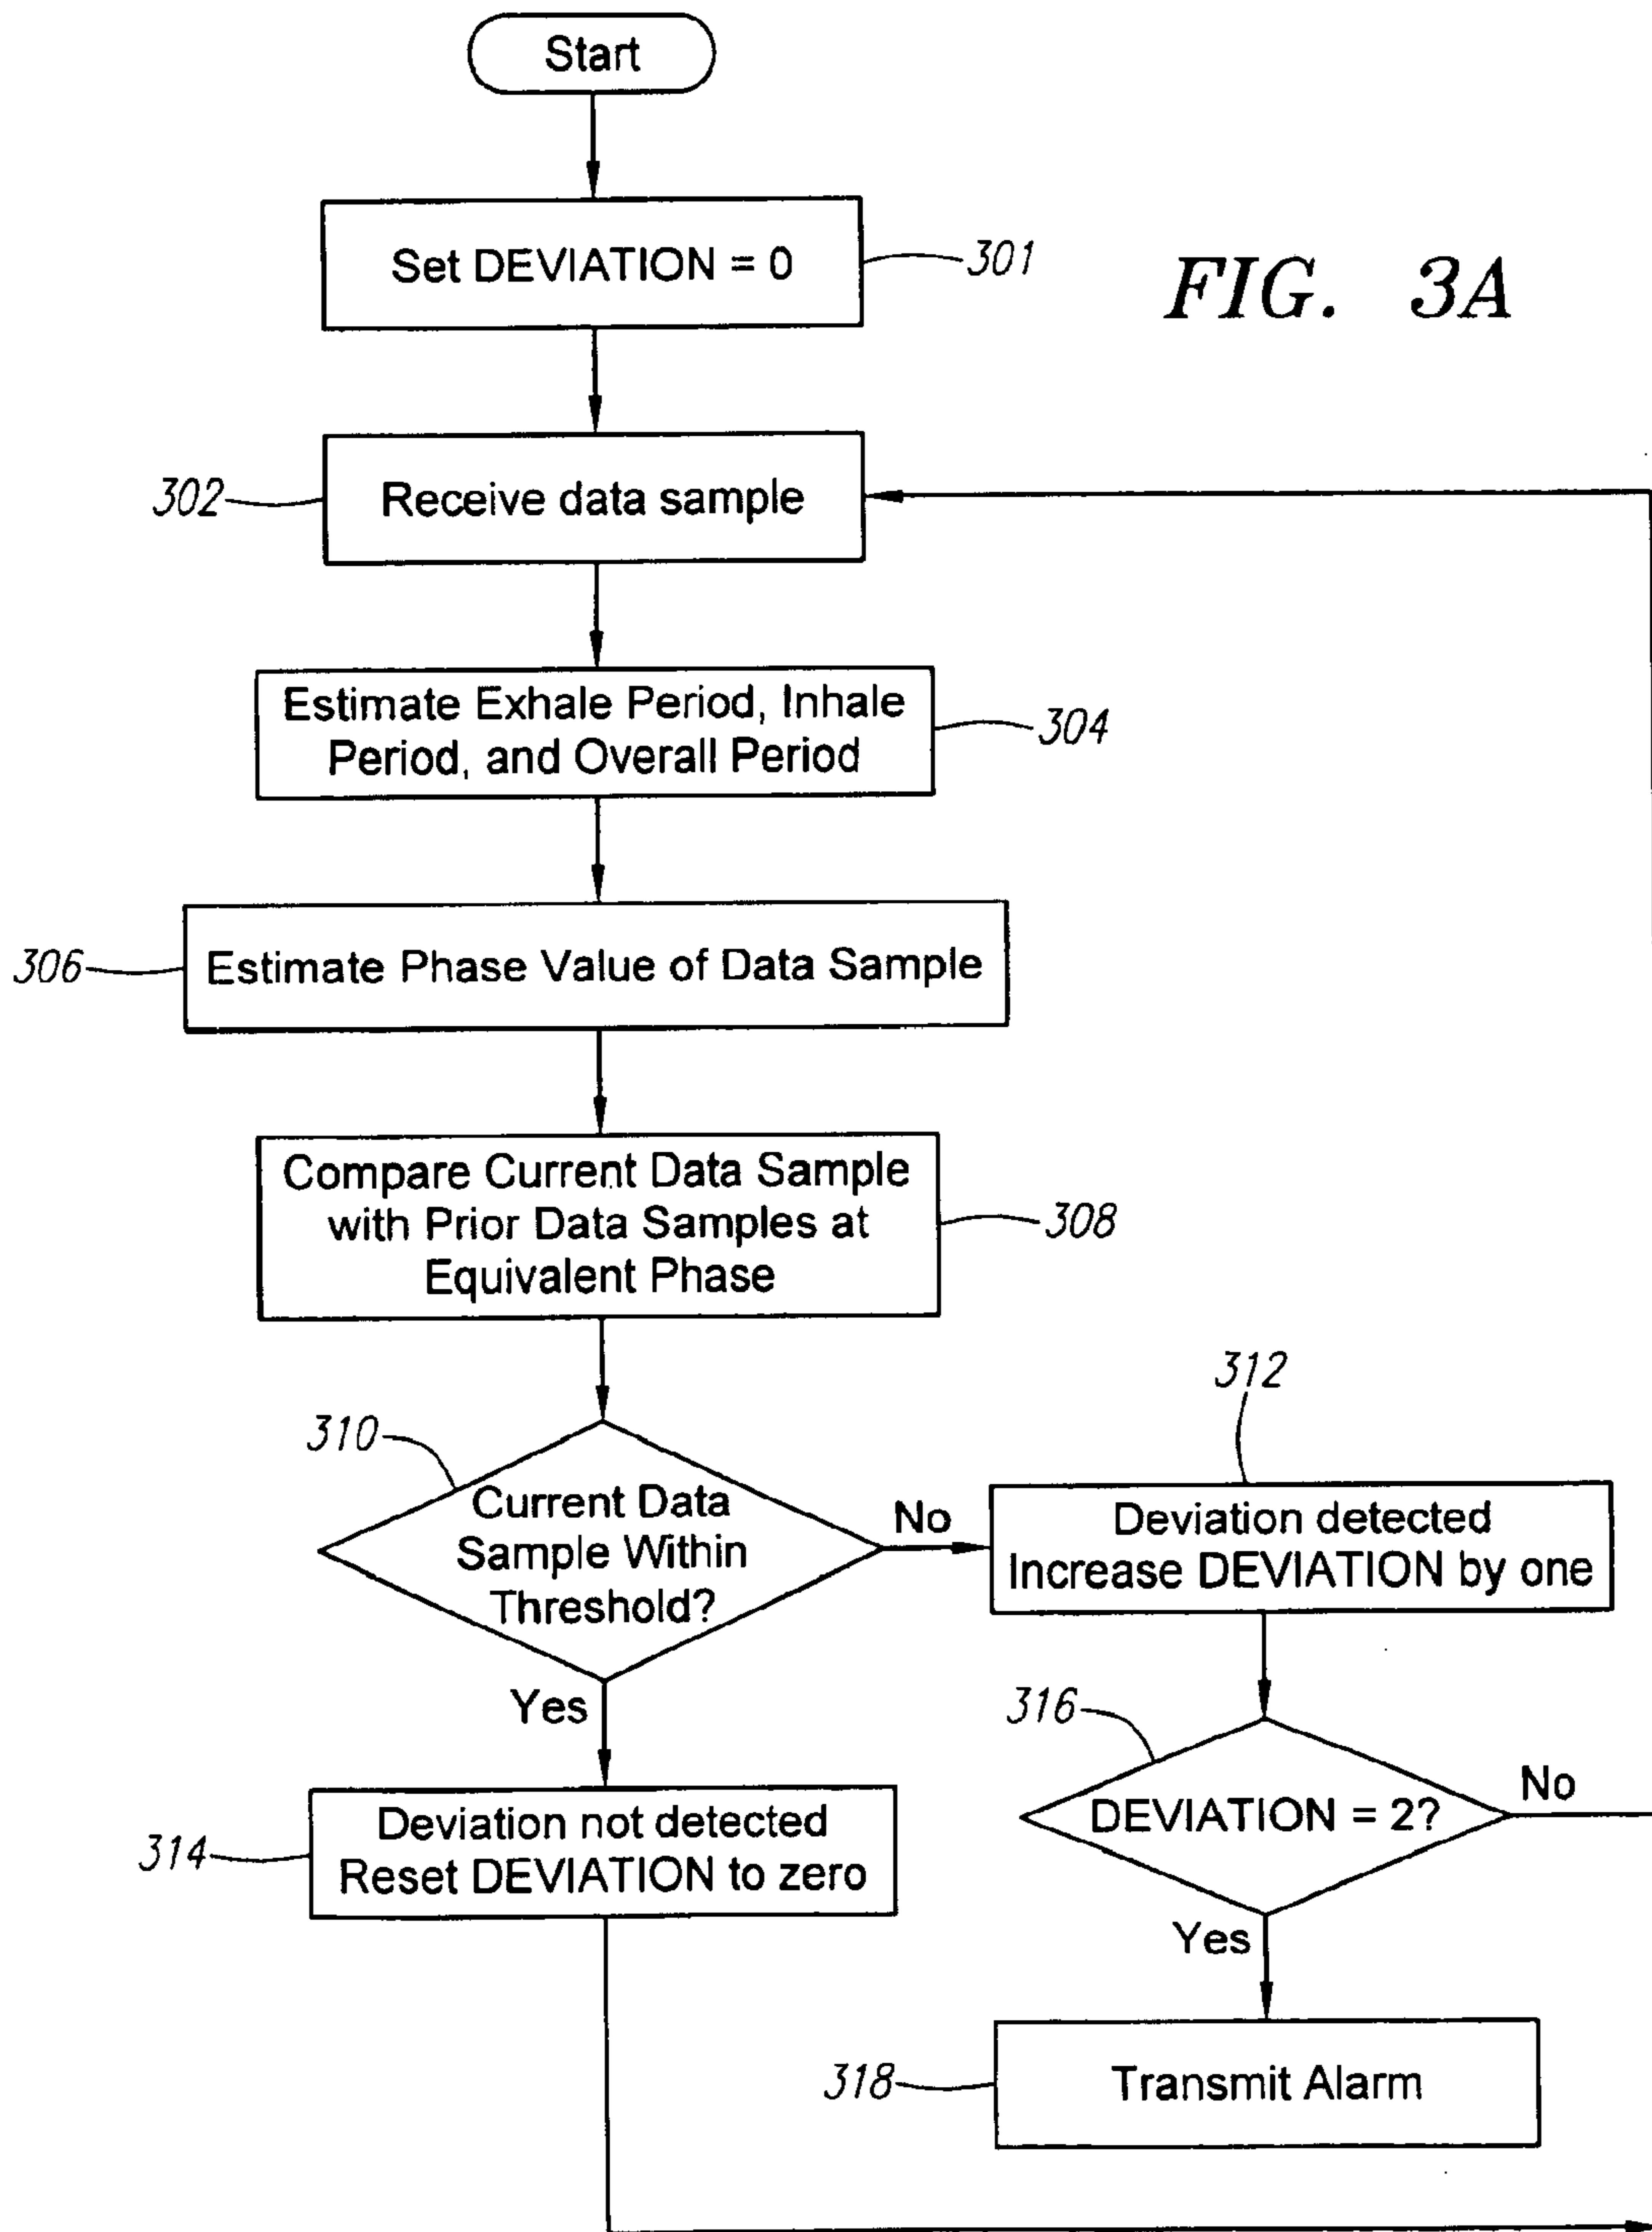 Start
Set DEVIATION = 0
301
FIG. 3A
302
Receive data sample
Estimate Exhale Period, Inhale
Period, and Overall Period
304
306
Estimate Phase Value of Data Sample
Compare Current Data Sample
with Prior Data Samples at
Equivalent Phase
308
310
Current Data
Sample Within
Threshold?
No
312
Deviation detected
Increase DEVIATION by one
Yes
316
DEVIATION = 2?
No
314
Deviation not detected
Reset DEVIATION to zero
Yes
318
Transmit Alarm